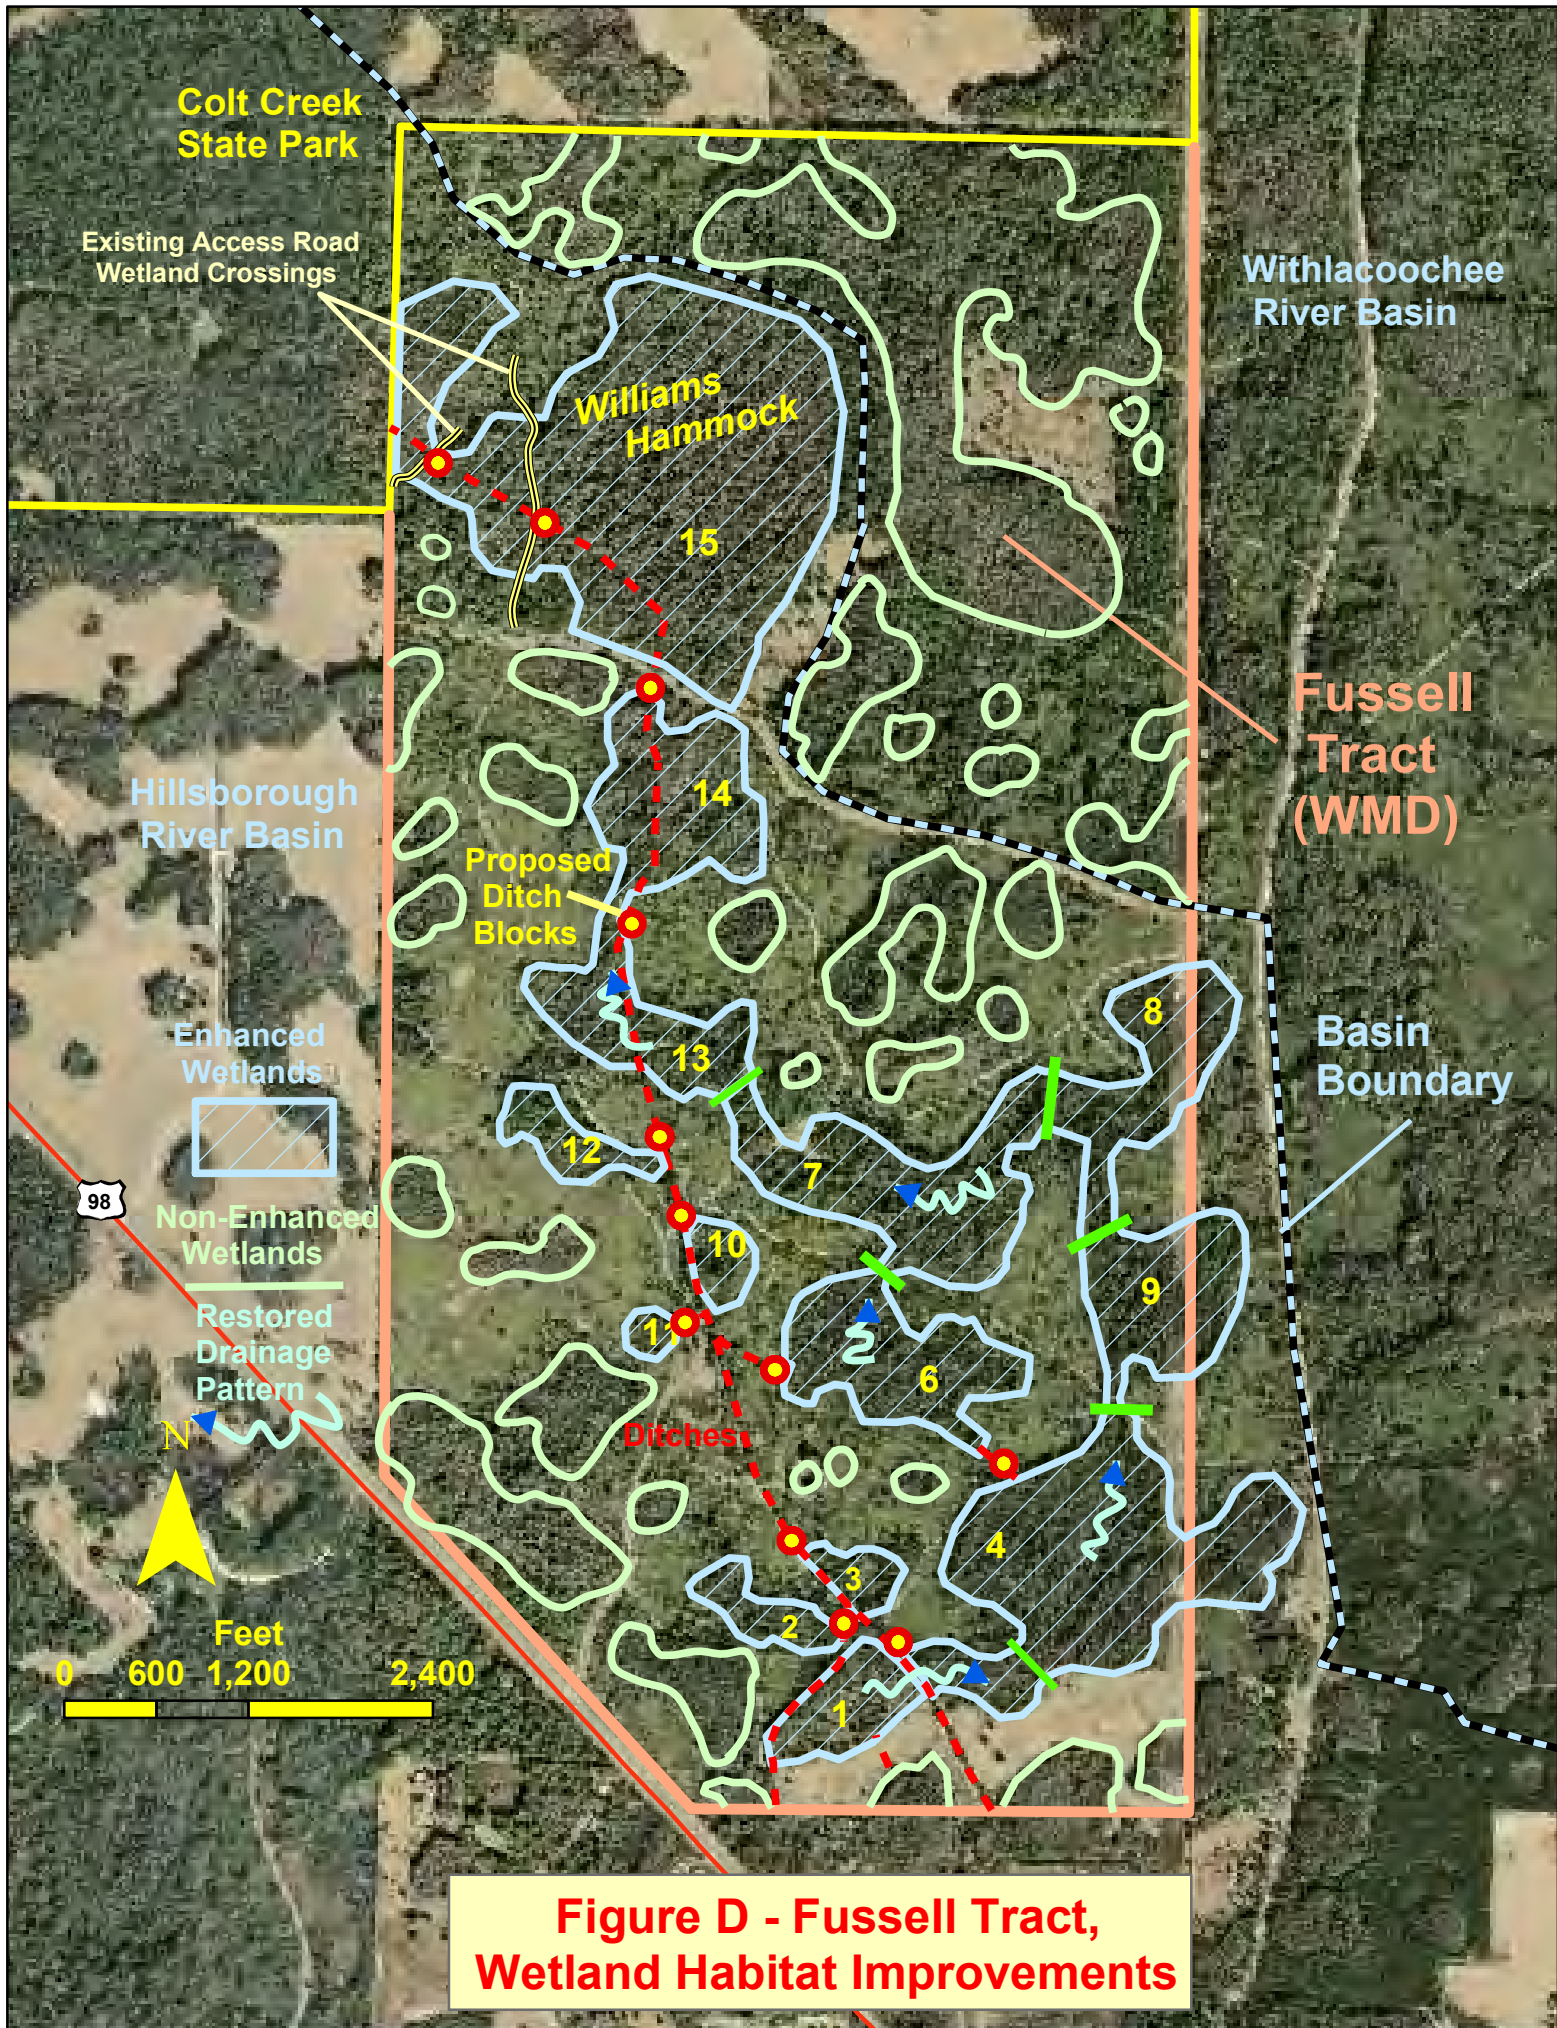 Colt Creek
State Park
Existing Access Road
Wetland Crossings
Withlacoochee
River Basin
Williams
Hammock
15
Fussell
Tract
(WMD)
Hillsborough
River Basin
14
Proposed
Ditch
Blocks
8
Basin
Boundary
Enhanced
Wetlands
13
12
7
98
Non-Enhanced
Wetlands
10
9
Restored
Drainage
Pattern
11
6
N
Ditches
4
3
2
1
Feet
0 600 1,200 2,400
Figure D - Fussell Tract,
Wetland Habitat Improvements